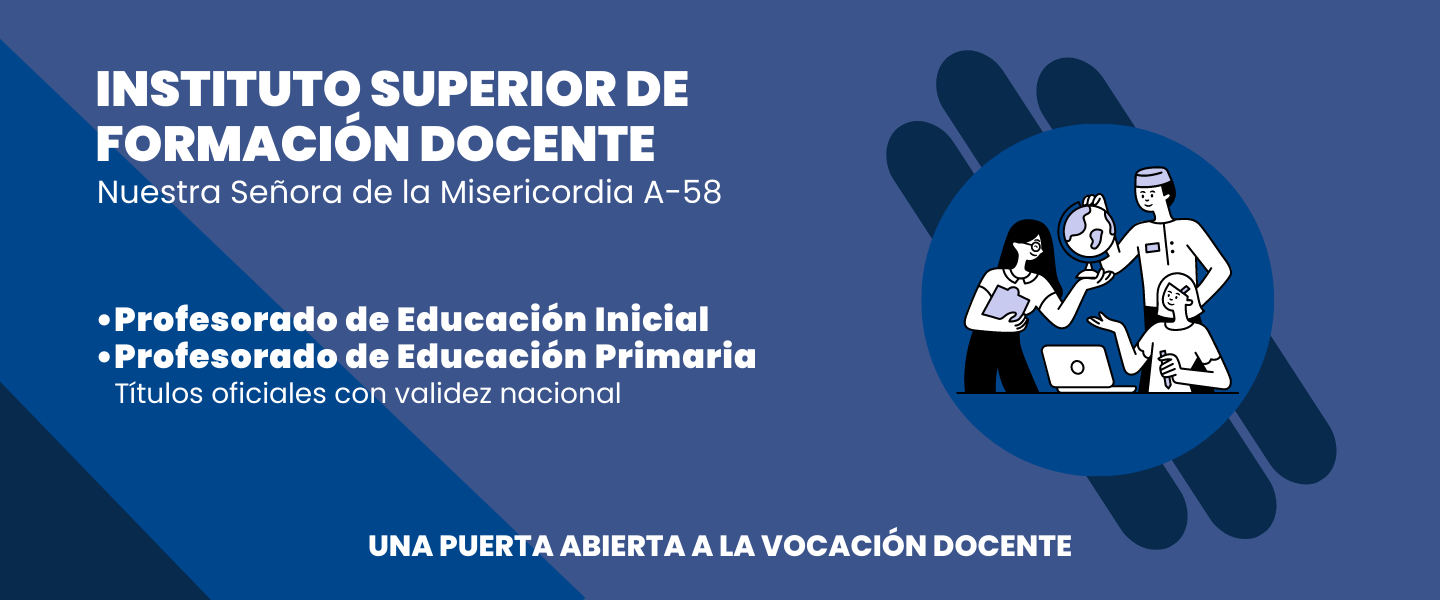 INSTITUTO SUPERIOR DE
FORMACIÓN DOCENTE
Nuestra Señora de la Misericordia A-58
•Profesorado de Educación Inicial
•Profesorado de Educación Primaria
Títulos oficiales con validez nacional
UNA PUERTA ABIERTA A LA VOCACIÓN DOCENTE